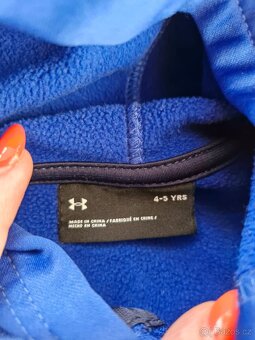 4-5 YRS
MADE IN CHINA / FABRIQUÉ EN CHINE /
HECHO EN CHINA